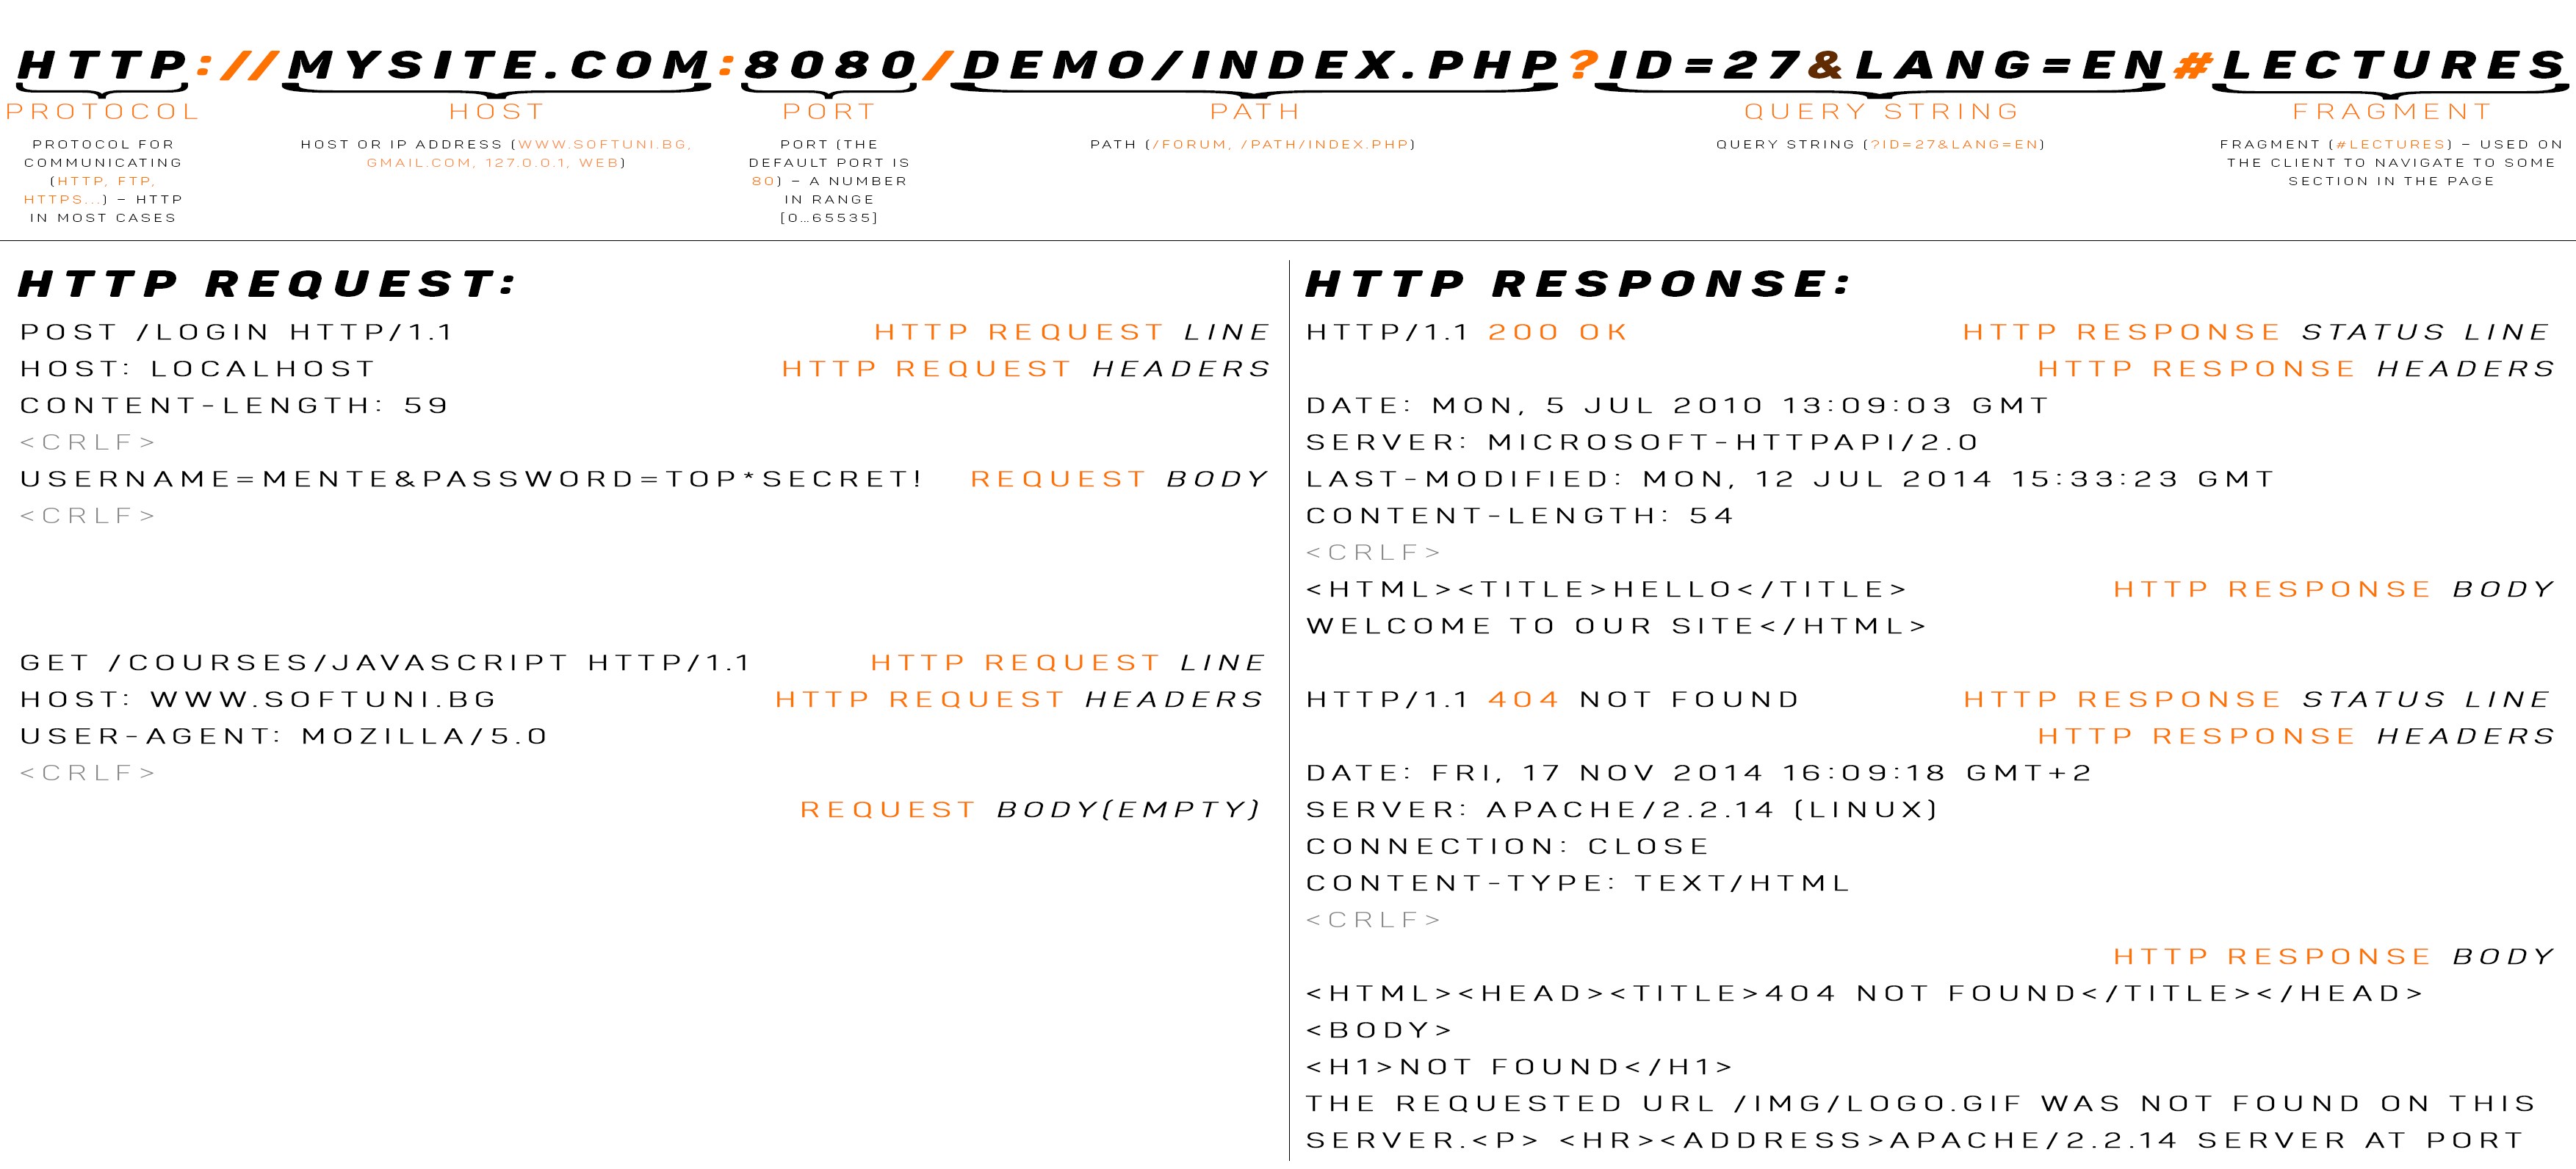 HTTP://MYSITE.COM:8080/DEMO/INDEX.PHP?ID=27&LANG=EN#LECTURES
PROTOCOL
PROTOCOL FOR
COMMUNICATING
(HTTP, FTP,
HTTPS...) – HTTP
IN MOST CASES
HOST
HOST OR IP ADDRESS (WWW.SOFTUNI.BG,
GMAIL.COM, 127.0.0.1, WEB)
PORT
PORT (THE
DEFAULT PORT IS
80) – A NUMBER
IN RANGE
[0…65535]
PATH
PATH (/FORUM, /PATH/INDEX.PHP)
QUERY STRING
QUERY STRING (?ID=27&LANG=EN)
FRAGMENT
FRAGMENT (#LECTURES) – USED ON
THE CLIENT TO NAVIGATE TO SOME
SECTION IN THE PAGE
HTTP REQUEST:
POST /LOGIN HTTP/1.1 HTTP REQUEST LINE
HOST: LOCALHOST HTTP REQUEST HEADERS
CONTENT-LENGTH: 59
<CRLF>
USERNAME=MENTE&PASSWORD=TOP*SECRET! REQUEST BODY
<CRLF>
GET /COURSES/JAVASCRIPT HTTP/1.1 HTTP REQUEST LINE
HOST: WWW.SOFTUNI.BG HTTP REQUEST HEADERS
USER-AGENT: MOZILLA/5.0
<CRLF>
REQUEST BODY(EMPTY)
HTTP RESPONSE:
HTTP/1.1 200 OK HTTP RESPONSE STATUS LINE
HTTP RESPONSE HEADERS
DATE: MON, 5 JUL 2010 13:09:03 GMT
SERVER: MICROSOFT-HTTPAPI/2.0
LAST-MODIFIED: MON, 12 JUL 2014 15:33:23 GMT
CONTENT-LENGTH: 54
<CRLF>
<HTML><TITLE>HELLO</TITLE> HTTP RESPONSE BODY
WELCOME TO OUR SITE</HTML>
HTTP/1.1 404 NOT FOUND HTTP RESPONSE STATUS LINE
HTTP RESPONSE HEADERS
DATE: FRI, 17 NOV 2014 16:09:18 GMT+2
SERVER: APACHE/2.2.14 (LINUX)
CONNECTION: CLOSE
CONTENT-TYPE: TEXT/HTML
<CRLF>
HTTP RESPONSE BODY
<HTML><HEAD><TITLE>404 NOT FOUND</TITLE></HEAD>
<BODY>
<H1>NOT FOUND</H1>
THE REQUESTED URL /IMG/LOGO.GIF WAS NOT FOUND ON THIS
SERVER.<P> <HR><ADDRESS>APACHE/2.2.14 SERVER AT PORT